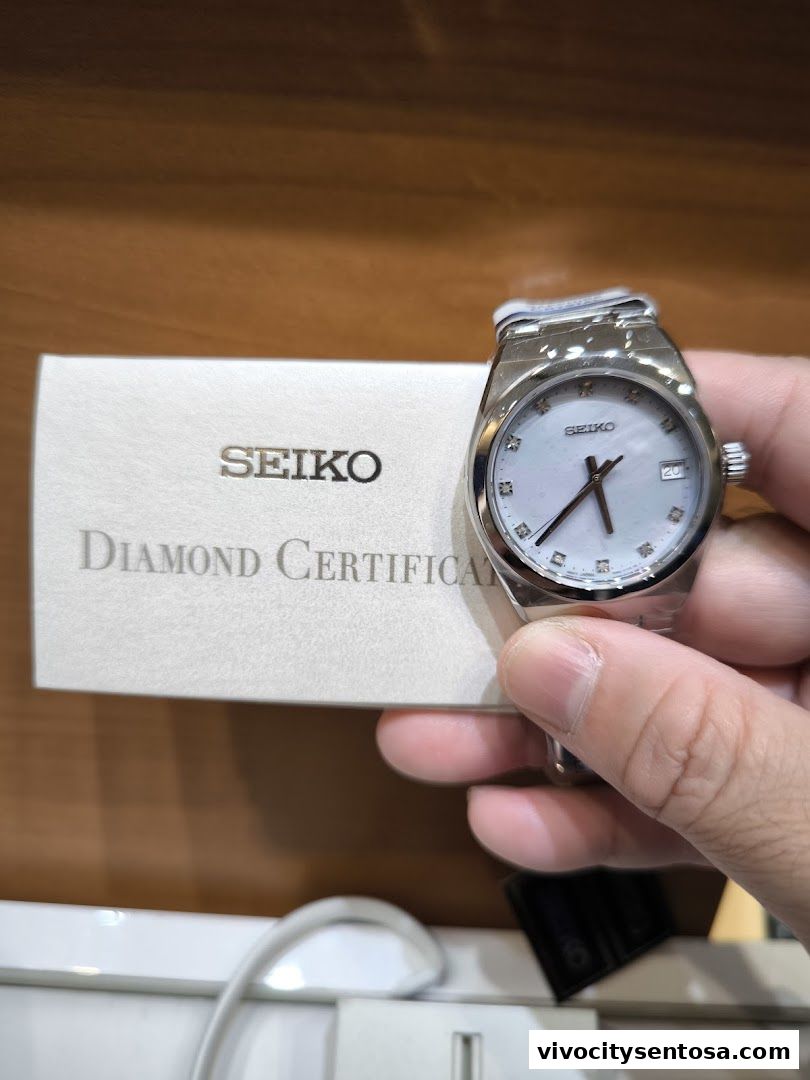 SEIKO
DIAMOND CERTIFICAT
SEIKO
20
vivocitysentosa.com